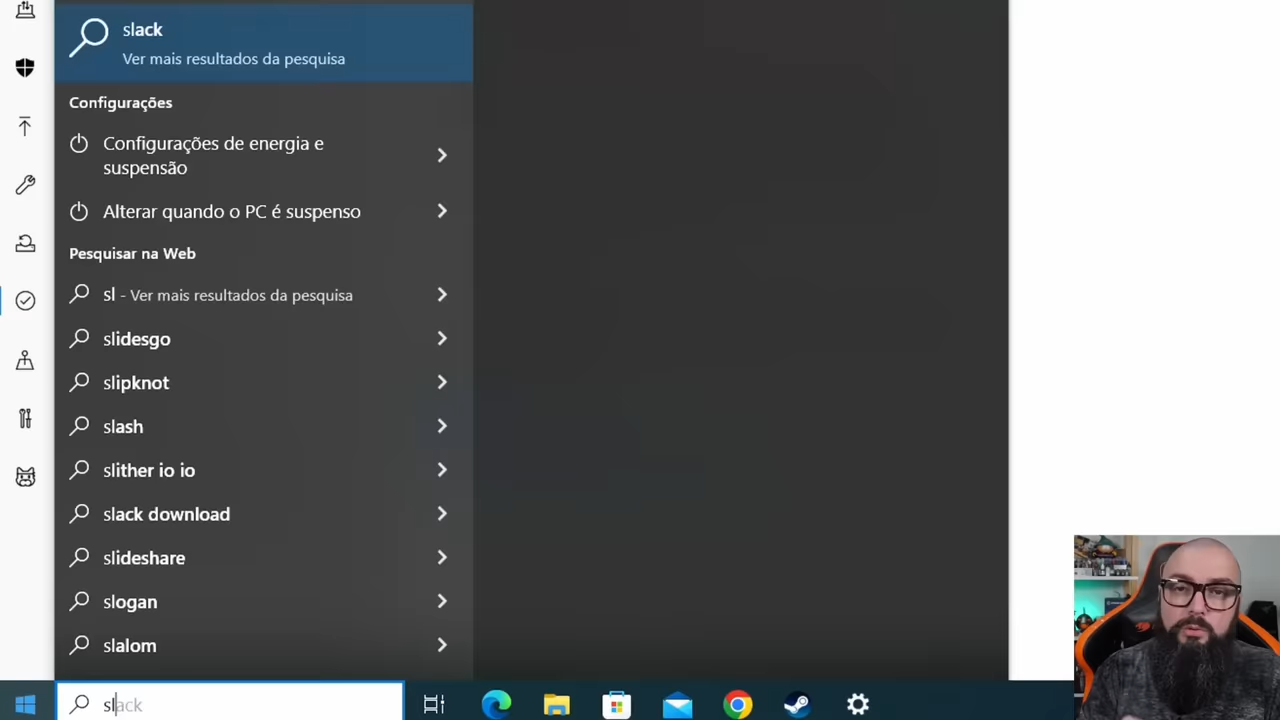 slack
Ver mais resultados da pesquisa
Configurações
Configurações de energia e
suspensão
Alterar quando o PC é suspenso
Pesquisar na Web
sl - Ver mais resultados da pesquisa
slidesgo
slipknot
slash
slither io io
slack download
slideshare
slogan
slalom
slack